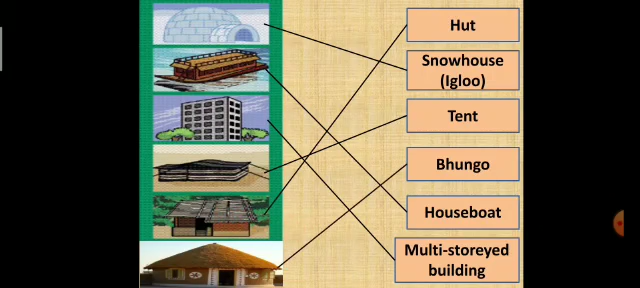 Hut
Snowhouse
(Igloo)
Tent
Bhungo
Houseboat
Multi-storeyed
building